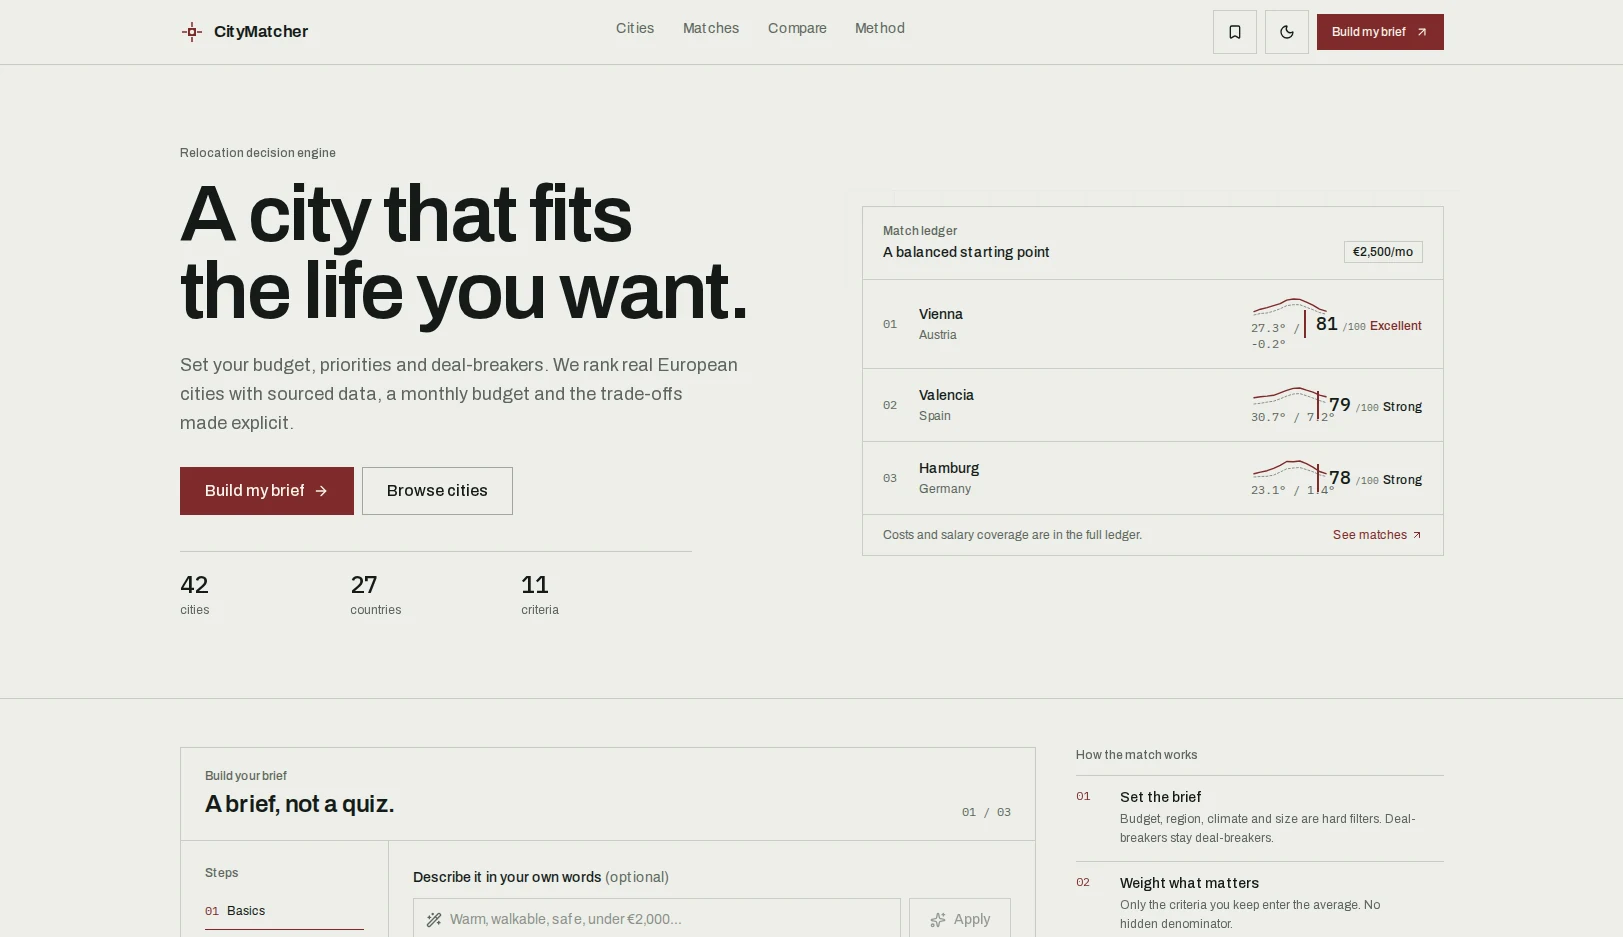 CityMatcher
Cities
Matches
Compare
Method
Build my brief
Relocation decision engine
A city that fits
the life you want.
Set your budget, priorities and deal-breakers. We rank real European
cities with sourced data, a monthly budget and the trade-offs
made explicit.
Build my brief
Browse cities
42
cities
27
countries
11
criteria
Match ledger
A balanced starting point
€2,500/mo
01
Vienna
Austria
27.3° /
-0.2°
81 /100 Excellent
02
Valencia
Spain
30.7° / 7.2°
79 /100 Strong
03
Hamburg
Germany
23.1° / 1.4°
78 /100 Strong
Costs and salary coverage are in the full ledger.
See matches
Build your brief
A brief, not a quiz.
01 / 03
Steps
01 Basics
Describe it in your own words (optional)
Warm, walkable, safe, under €2,000...
Apply
How the match works
01
Set the brief
Budget, region, climate and size are hard filters. Deal-
breakers stay deal-breakers.
02
Weight what matters
Only the criteria you keep enter the average. No
hidden denominator.